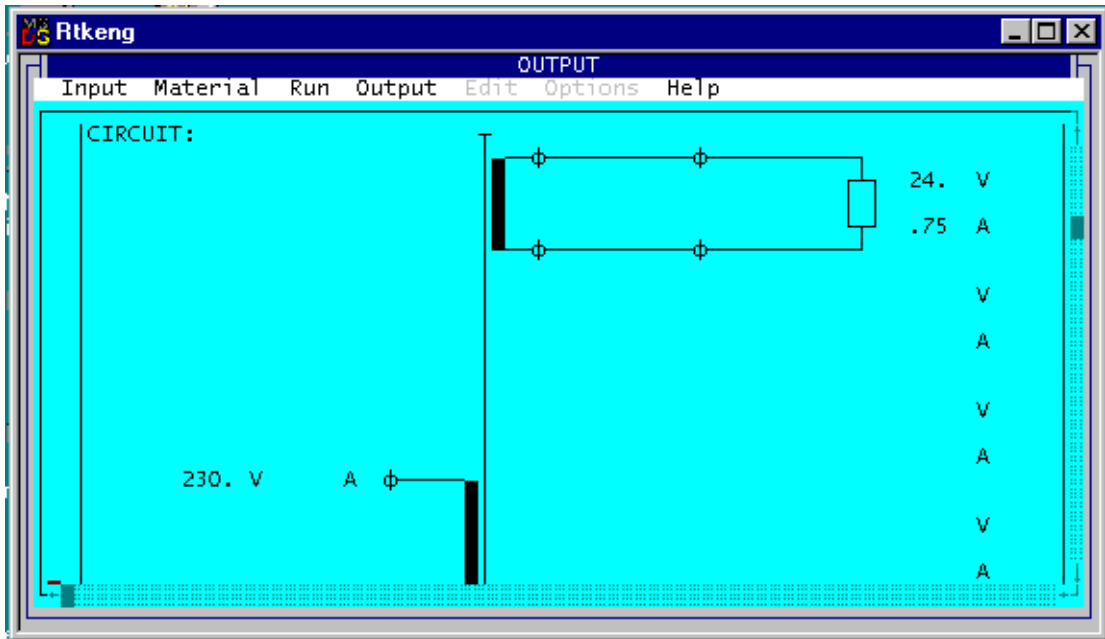 Rtkeng
OUTPUT
Input Material Run Output Edit Options Help
CIRCUIT:
24. V
.75 A
V
A
V
A
230. V A
V
A